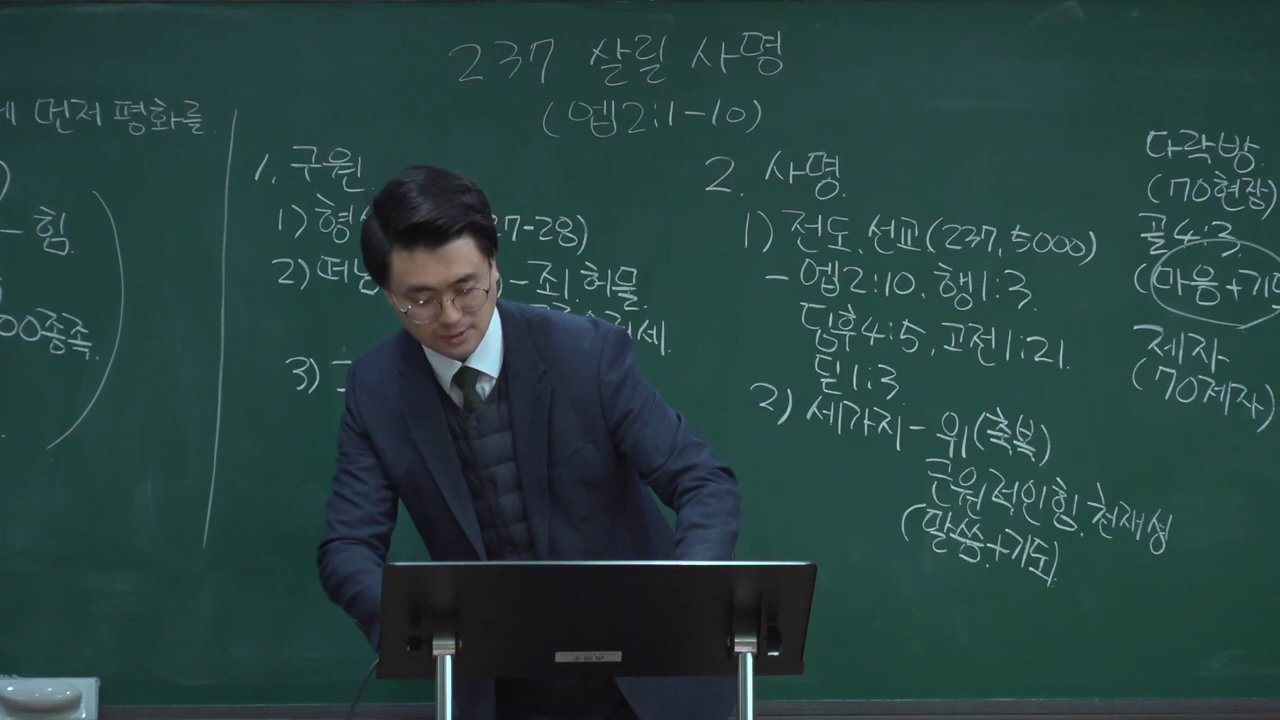 237 살릴 사명
(엡2:1-10)
먼저 평화를
- 힘.
00종족.
1. 구원.
1) 형 27-28)
2) 떠남 - 죄. 허물.
세.
3)
2. 사명.
1) 전도. 선교(237, 5000)
- 엡2:10. 행1:3.
딤후4:5. 고전1:21.
딛1:3
2) 세가지 - 위(축복)
근원적인 힘. 천재성
(말씀+기도)
다락방.
(70현장)
골4:3.
(마음+기도
제자
(70제자)